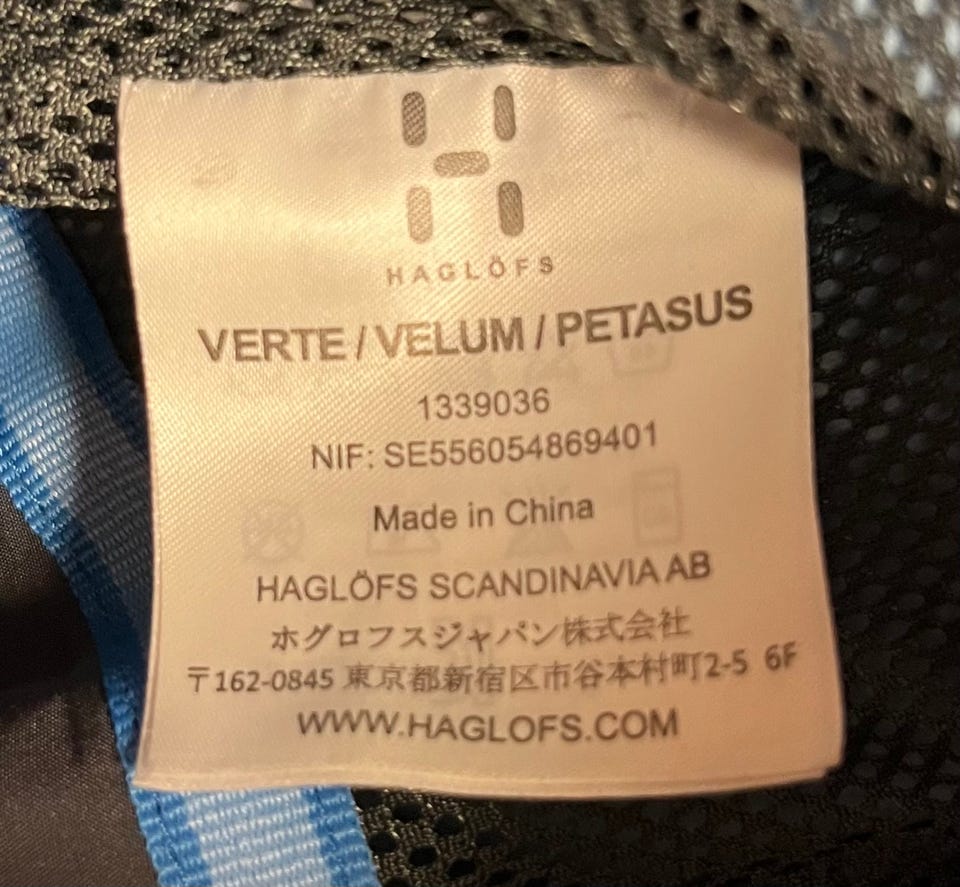 HAGLÖFS
VERTE / VELUM / PETASUS
1339036
NIF: SE556054869401
Made in China
HAGLÖFS SCANDINAVIA AB
ホグロフスジャパン株式会社
〒162-0845 東京都新宿区市谷本村町2-5 6F
WWW.HAGLOFS.COM